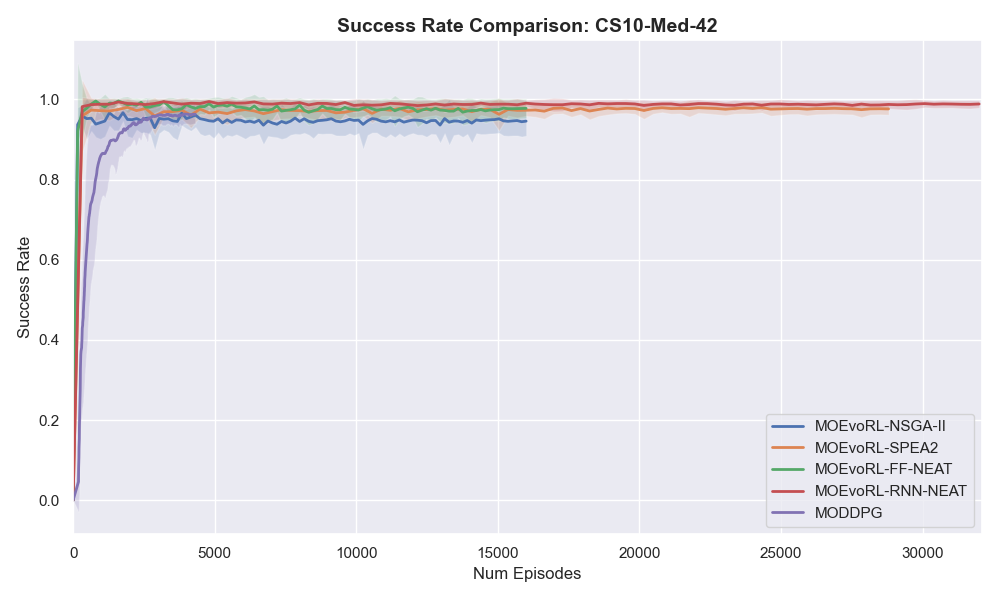 Success Rate Comparison: CS10-Med-42
Success Rate
1.0
0.8
0.6
0.4
0.2
0.0
0
5000
10000
15000
20000
25000
30000
Num Episodes
MOEvoRL-NSGA-II
MOEvoRL-SPEA2
MOEvoRL-FF-NEAT
MOEvoRL-RNN-NEAT
MODDPG